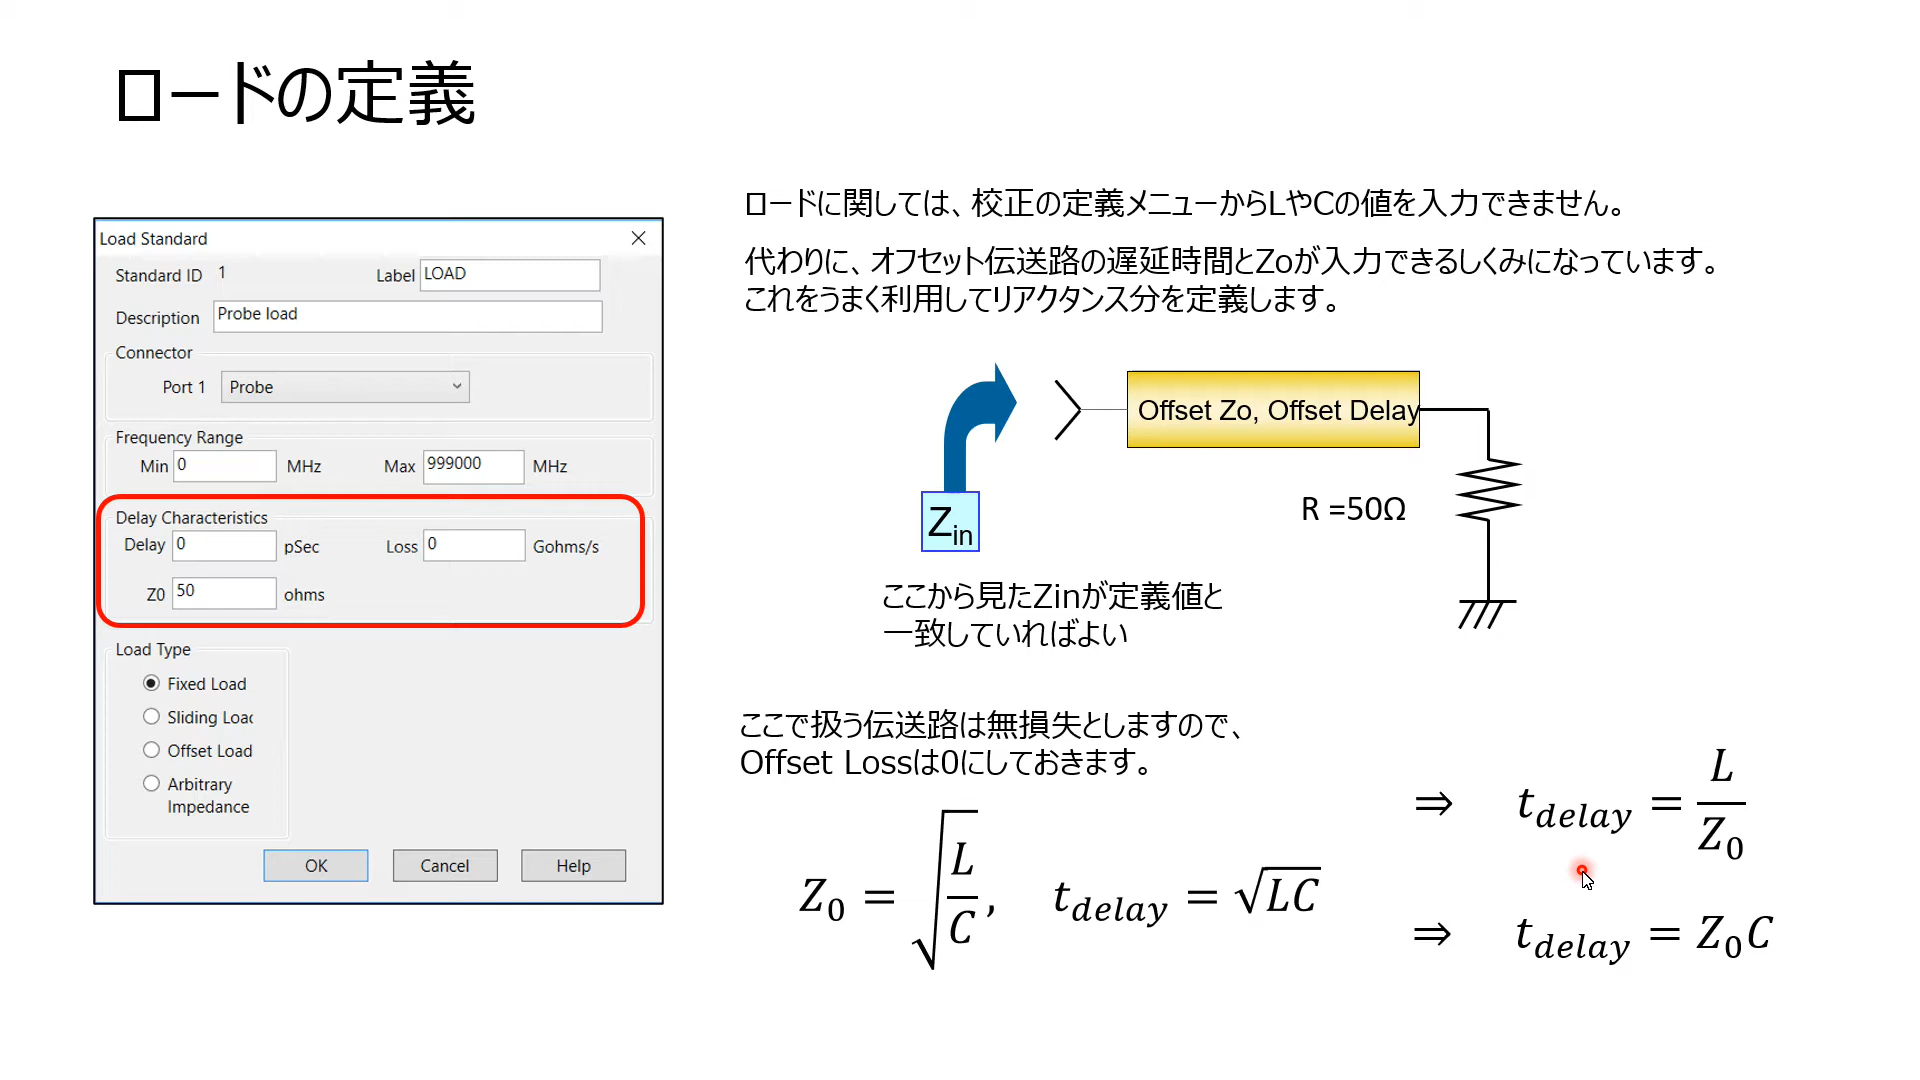 ロードの定義
ロードに関しては、校正の定義メニューからLやCの値を入力できません。
代わりに、オフセット伝送路の遅延時間とZoが入力できるしくみになっています。
これをうまく利用してリアクタンス分を定義します。
Load Standard
Standard ID 1 Label LOAD
Description Probe load
Connector
Port 1 Probe
Frequency Range
Min 0 MHz Max 999000 MHz
Delay Characteristics
Delay 0 pSec Loss 0 Gohms/s
Z0 50 ohms
Load Type
Fixed Load
Sliding Load
Offset Load
Arbitrary
Impedance
OK Cancel Help
Offset Zo, Offset Delay
R =50Ω
Zin
ここから見たZinが定義値と
一致していればよい
ここで扱う伝送路は無損失としますので、
Offset Lossは0にしておきます。
Z₀ = √(L/C), t_delay = √(LC)
⇒ t_delay = L/Z₀
⇒ t_delay = Z₀C